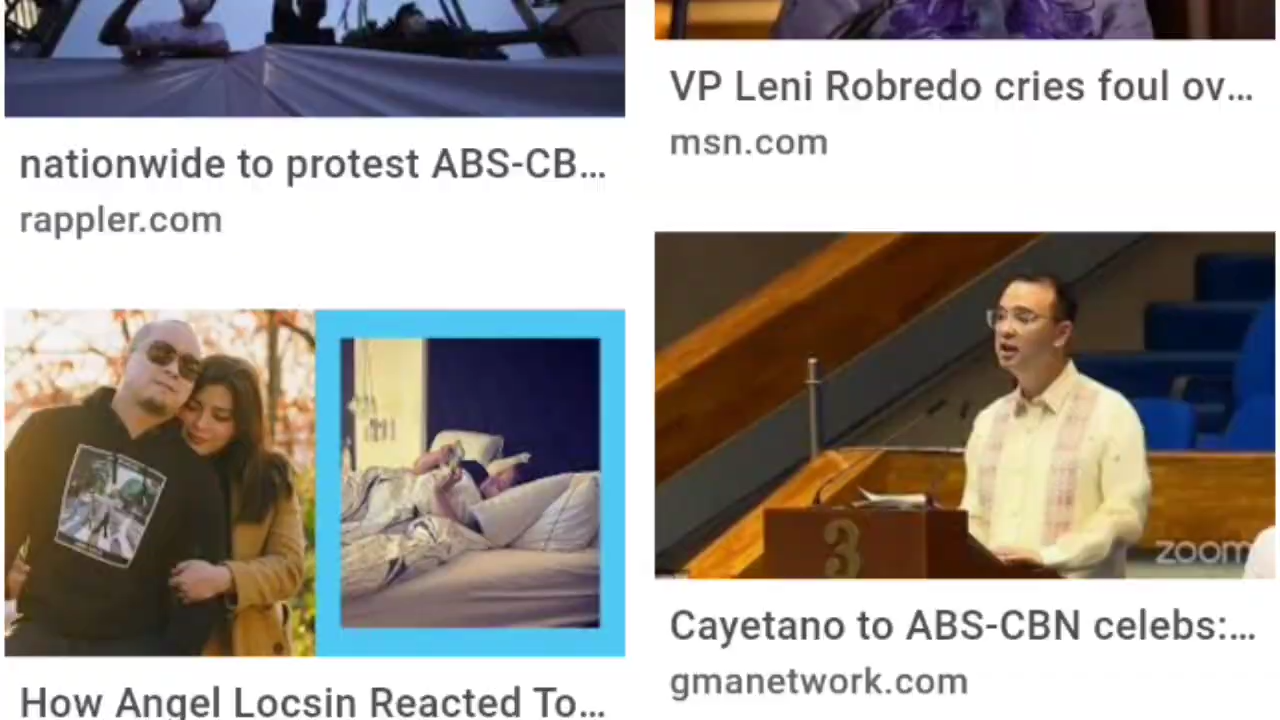 nationwide to protest ABS-CB...
rappler.com
How Angel Locsin Reacted To...
VP Leni Robredo cries foul ov...
msn.com
3
zoom
Cayetano to ABS-CBN celebs:...
gmanetwork.com